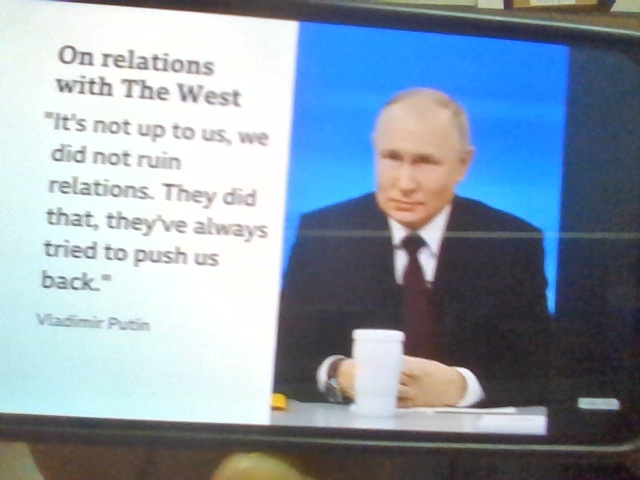 On relations
with The West
"It's not up to us, we
did not ruin
relations. They did
that, they've always
tried to push us
back."
Vladimir Putin